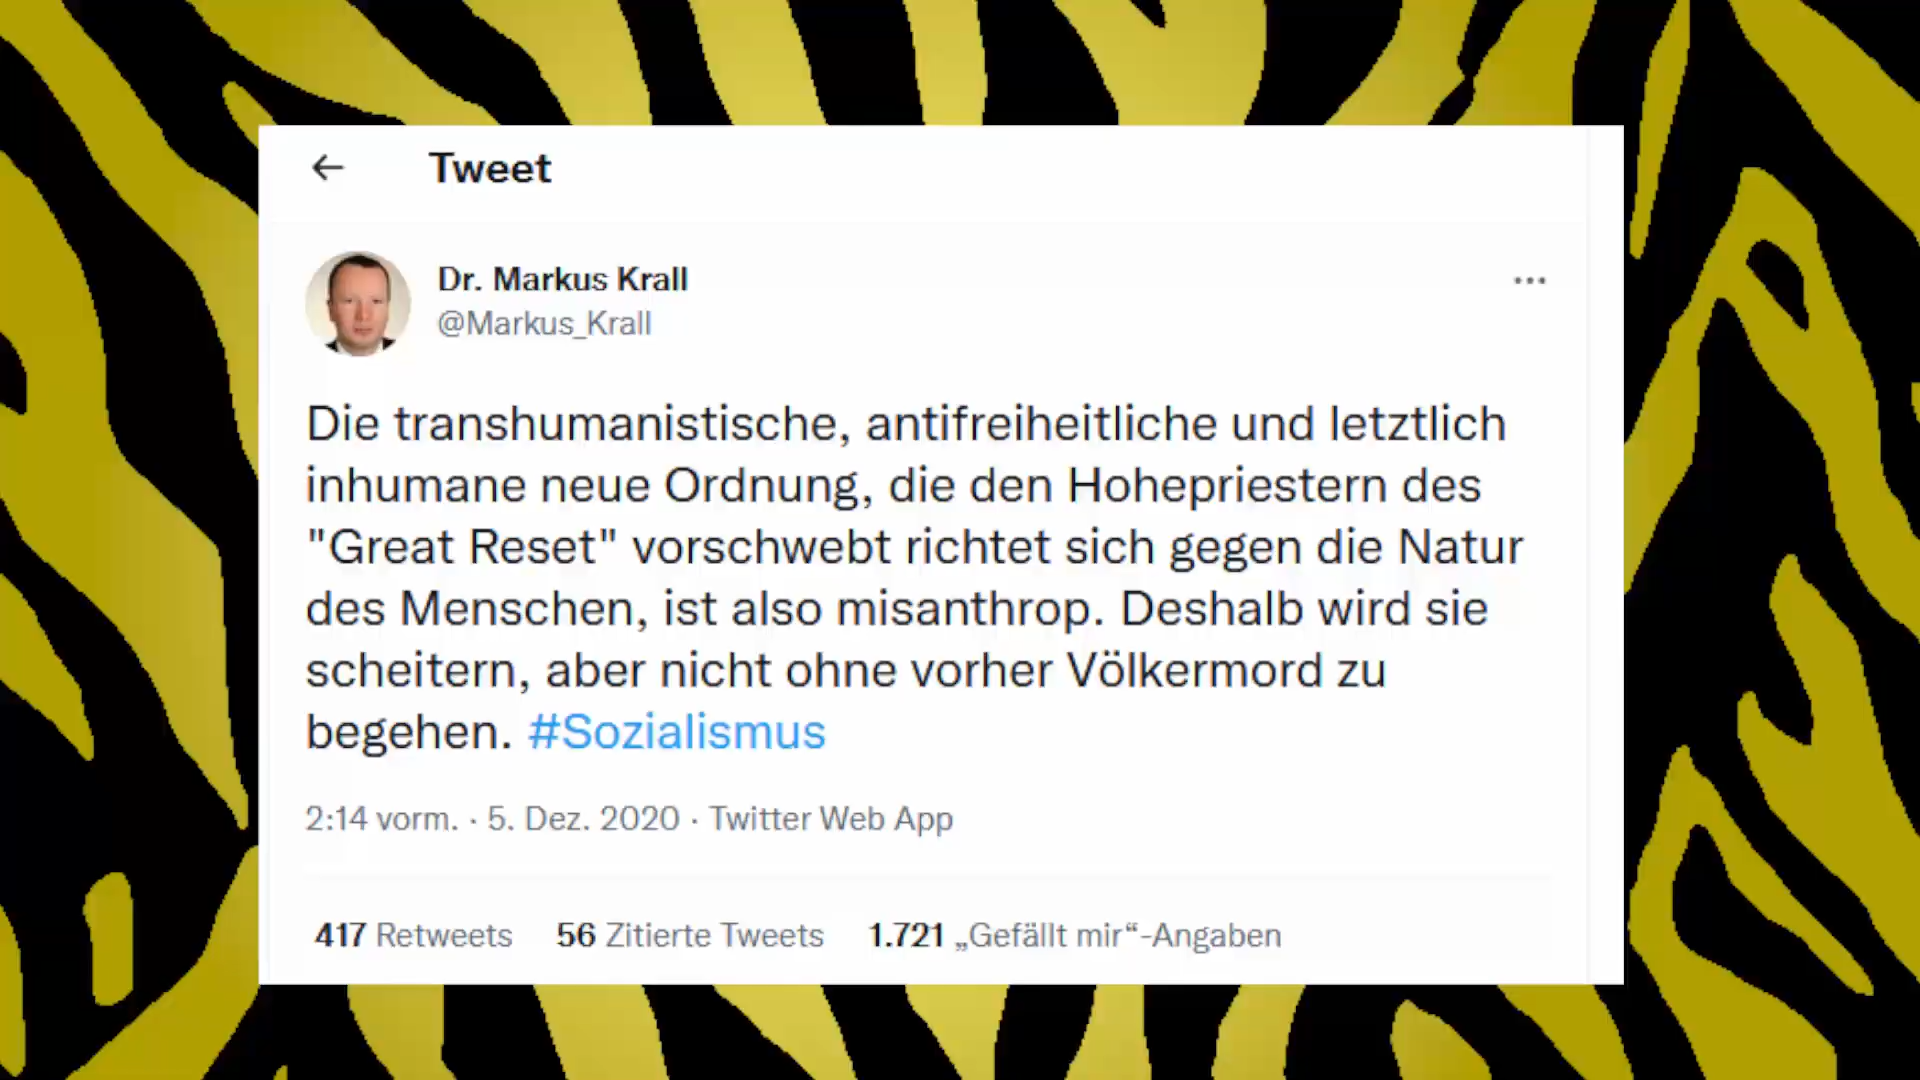 Tweet
Dr. Markus Krall
@Markus_Krall
Die transhumanistische, antifreiheitliche und letztlich
inhumane neue Ordnung, die den Hohepriestern des
"Great Reset" vorschwebt richtet sich gegen die Natur
des Menschen, ist also misanthrop. Deshalb wird sie
scheitern, aber nicht ohne vorher Völkermord zu
begehen. #Sozialismus
2:14 vorm. · 5. Dez. 2020 · Twitter Web App
417 Retweets 56 Zitierte Tweets 1.721 „Gefällt mir“-Angaben